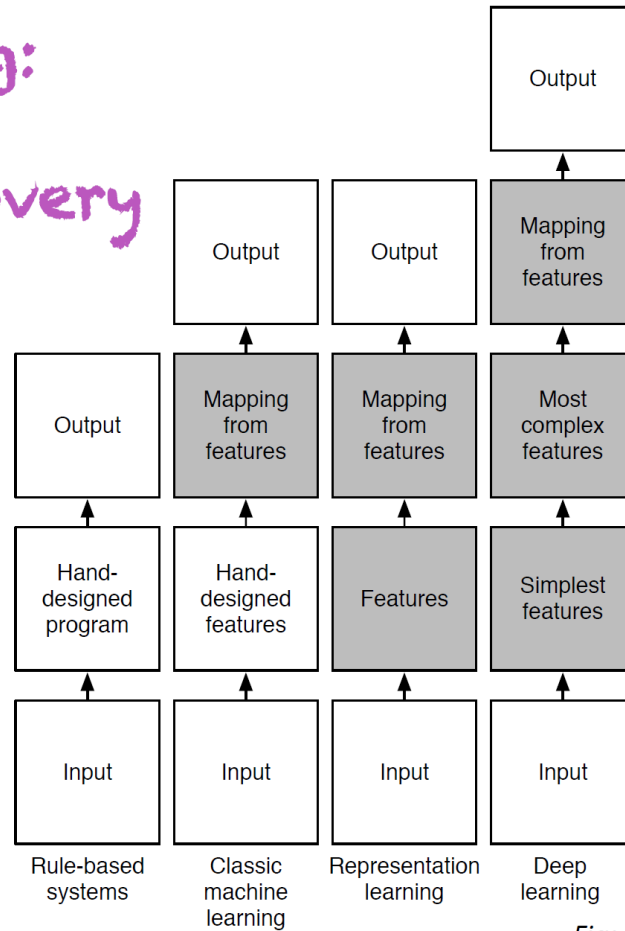 g:
overy
Output
Output
Output
Mapping
from
features
Output
Mapping
from
features
Mapping
from
features
Most
complex
features
Hand-
designed
program
Hand-
designed
features
Features
Simplest
features
Input
Input
Input
Input
Rule-based
systems
Classic
machine
learning
Representation
learning
Deep
learning